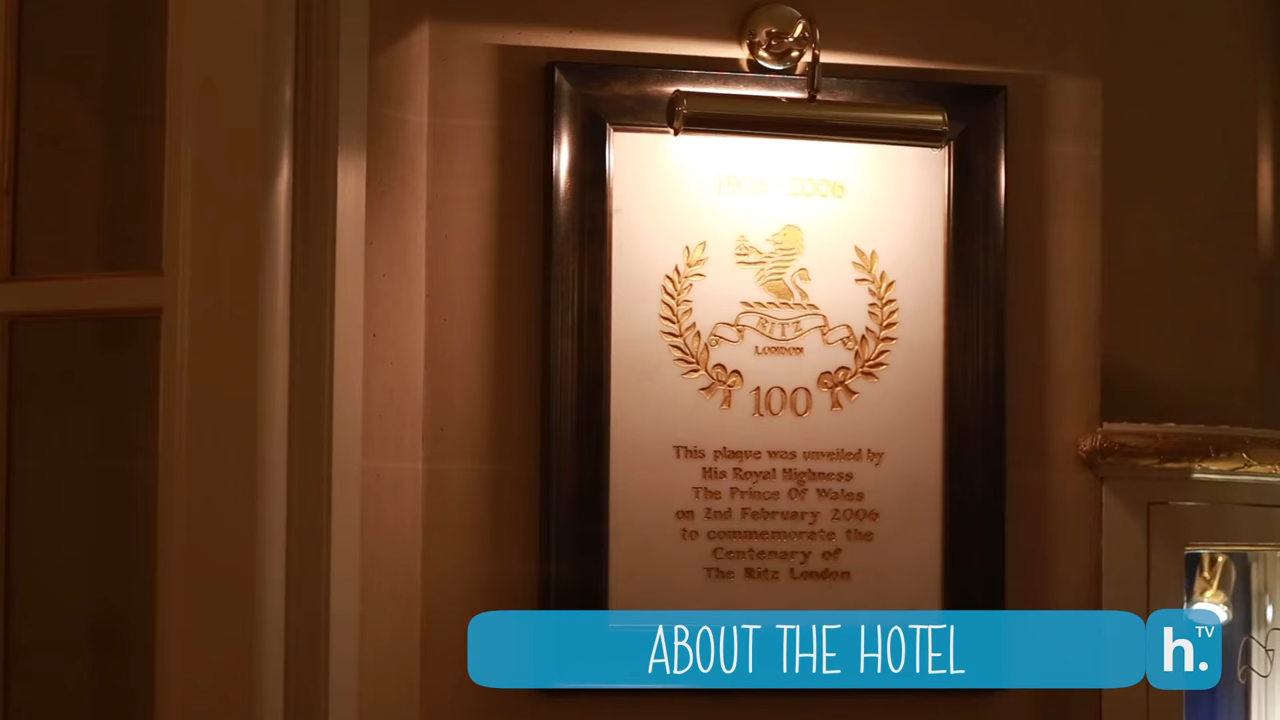 1906 - 2006
RITZ
LONDON
100
This plaque was unveiled by
His Royal Highness
The Prince Of Wales
on 2nd February 2006
to commemorate the
Centenary of
The Ritz London
ABOUT THE HOTEL
h.TV